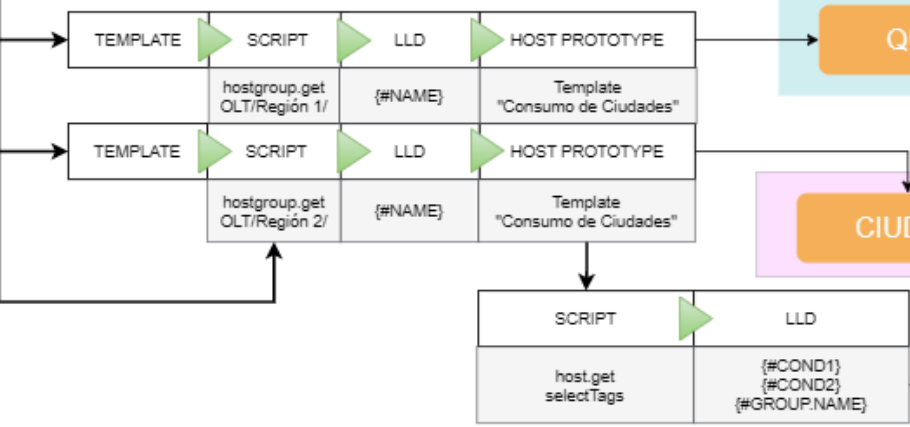 TEMPLATE SCRIPT LLD HOST PROTOTYPE
hostgroup.get
OLT/Región 1/
{#NAME}
Template
"Consumo de Ciudades"
Q
TEMPLATE SCRIPT LLD HOST PROTOTYPE
hostgroup.get
OLT/Región 2/
{#NAME}
Template
"Consumo de Ciudades"
CIUD
SCRIPT LLD
host.get
selectTags
{#COND1}
{#COND2}
{#GROUP.NAME}